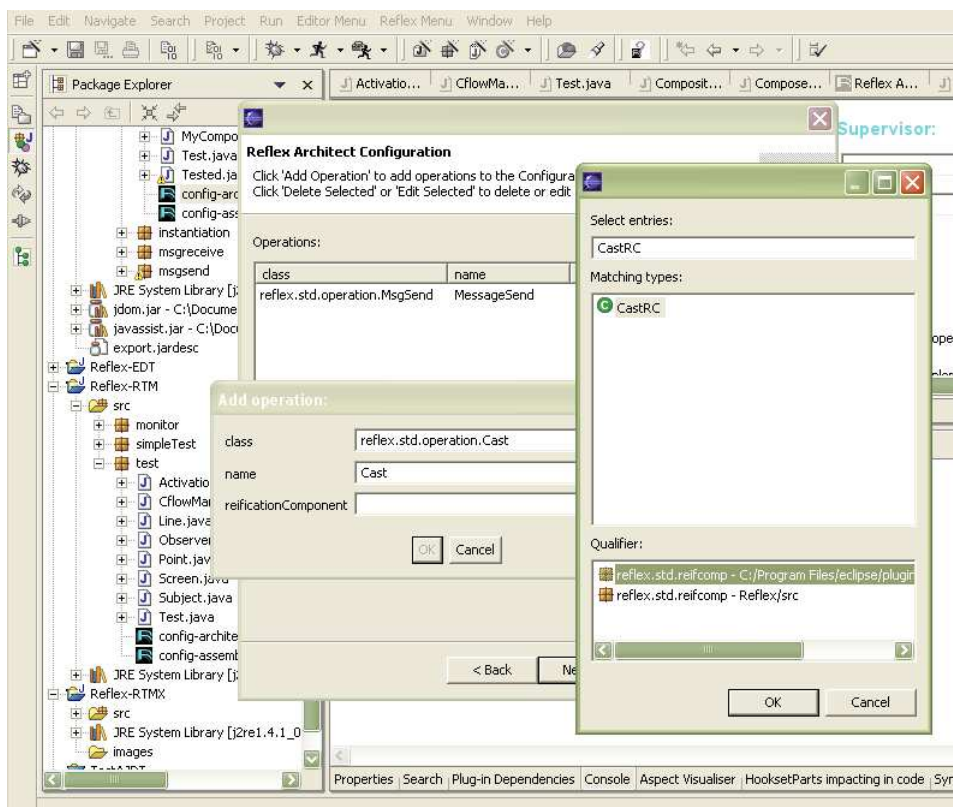 File Edit Navigate Search Project Run Editor Menu Reflex Menu Window Help
Package Explorer
Activatio... CflowMa... Test.java Composit... Compose... Reflex A...
Supervisor:
MyCompo
Test.java
Tested.ja
config-arc
config-ass
instantiation
msgreceive
msgsend
JRE System Library [j2
jdom.jar - C:\Docume
javassist.jar - C:\Docu
export.jardesc
Reflex-EDT
Reflex-RTM
src
monitor
simpleTest
test
Activatio
CflowMa
Line.java
Observer
Point.jav
Screen.java
Subject.java
Test.java
config-archite
config-assemb
JRE System Library [j
Reflex-RTMX
src
JRE System Library [j2re1.4.1_0
images
TestAJDT
Reflex Architect Configuration
Click 'Add Operation' to add operations to the Configura
Click 'Delete Selected' or 'Edit Selected' to delete or edit
Operations:
class name
reflex.std.operation.MsgSend MessageSend
Add operation:
class reflex.std.operation.Cast
name Cast
reificationComponent
OK Cancel
< Back Ne
Select entries:
CastRC
Matching types:
CastRC
Qualifier:
reflex.std.reifcomp - C:/Program Files/eclipse/plugin
reflex.std.reifcomp - Reflex/src
OK Cancel
ope
Properties Search Plug-in Dependencies Console Aspect Visualiser HooksetParts impacting in code Syn